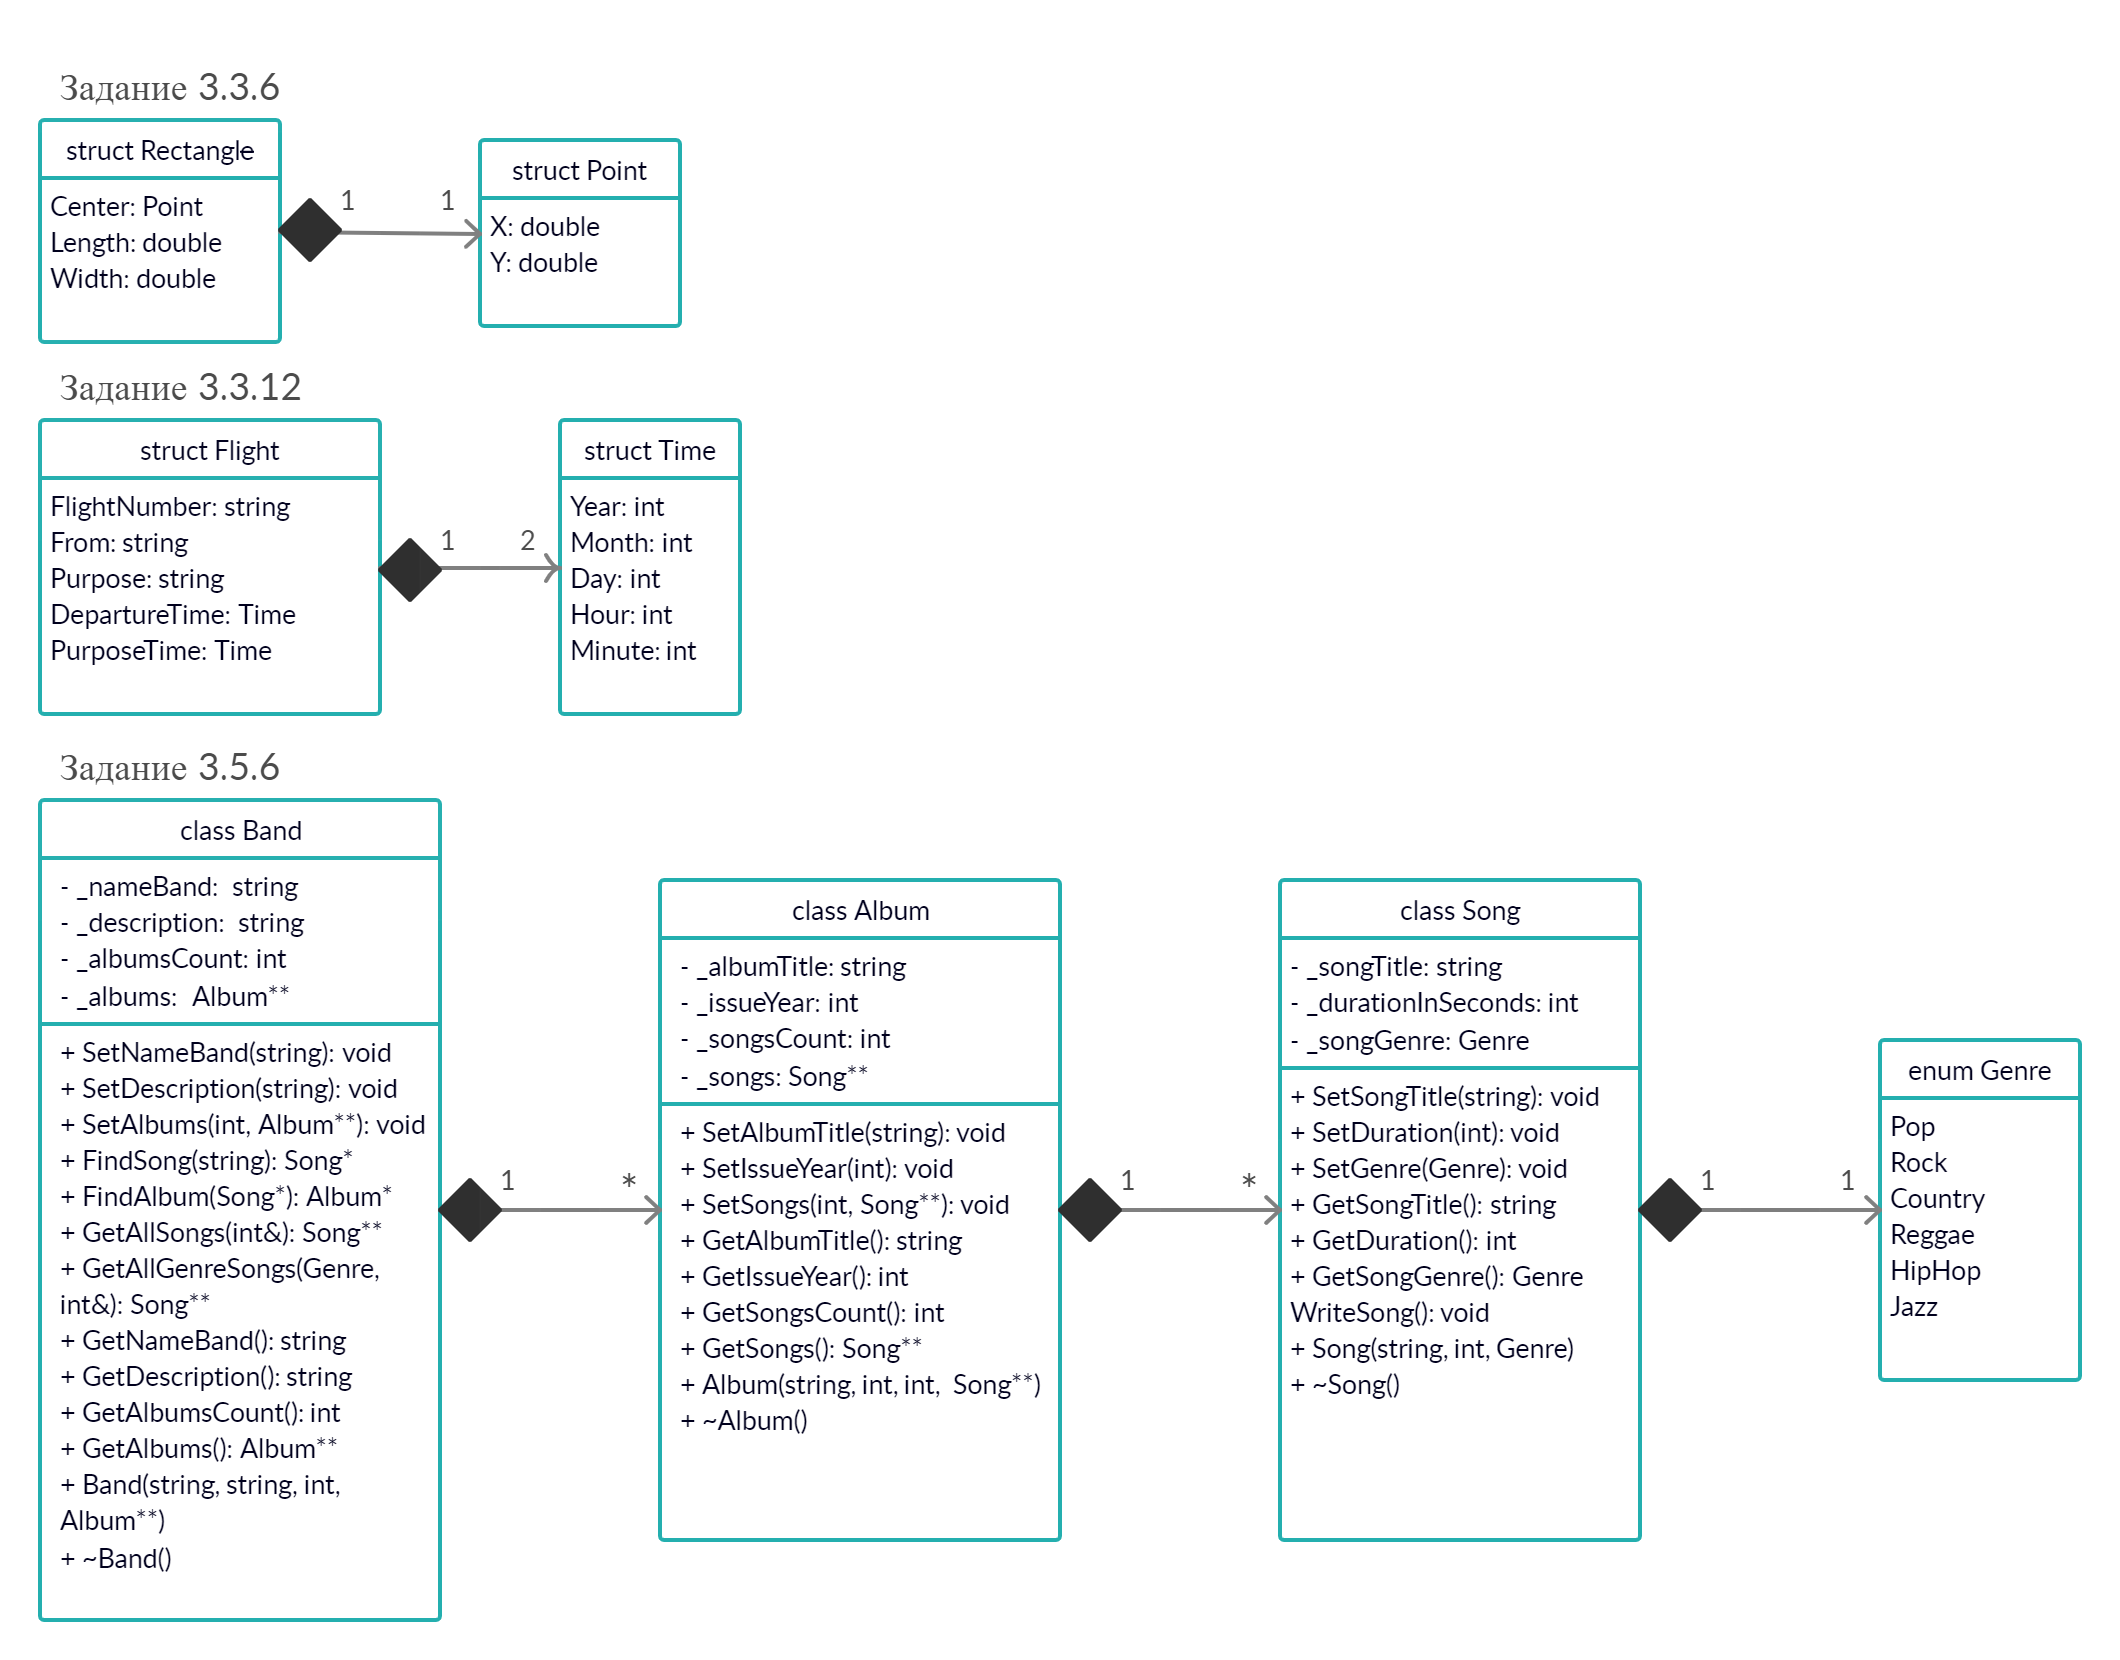 Задание 3.3.6
struct Rectangle
Center: Point
Length: double
Width: double
1
1
struct Point
X: double
Y: double
Задание 3.3.12
struct Flight
FlightNumber: string
From: string
Purpose: string
DepartureTime: Time
PurposeTime: Time
1
2
struct Time
Year: int
Month: int
Day: int
Hour: int
Minute: int
Задание 3.5.6
class Band
- _nameBand: string
- _description: string
- _albumsCount: int
- _albums: Album**
+ SetNameBand(string): void
+ SetDescription(string): void
+ SetAlbums(int, Album**): void
+ FindSong(string): Song*
+ FindAlbum(Song*): Album*
+ GetAllSongs(int&): Song**
+ GetAllGenreSongs(Genre,
int&): Song**
+ GetNameBand(): string
+ GetDescription(): string
+ GetAlbumsCount(): int
+ GetAlbums(): Album**
+ Band(string, string, int,
Album**)
+ ~Band()
1
*
class Album
- _albumTitle: string
- _issueYear: int
- _songsCount: int
- _songs: Song**
+ SetAlbumTitle(string): void
+ SetIssueYear(int): void
+ SetSongs(int, Song**): void
+ GetAlbumTitle(): string
+ GetIssueYear(): int
+ GetSongsCount(): int
+ GetSongs(): Song**
+ Album(string, int, int, Song**)
+ ~Album()
1
*
class Song
- _songTitle: string
- _durationInSeconds: int
- _songGenre: Genre
+ SetSongTitle(string): void
+ SetDuration(int): void
+ SetGenre(Genre): void
+ GetSongTitle(): string
+ GetDuration(): int
+ GetSongGenre(): Genre
WriteSong(): void
+ Song(string, int, Genre)
+ ~Song()
1
1
enum Genre
Pop
Rock
Country
Reggae
HipHop
Jazz